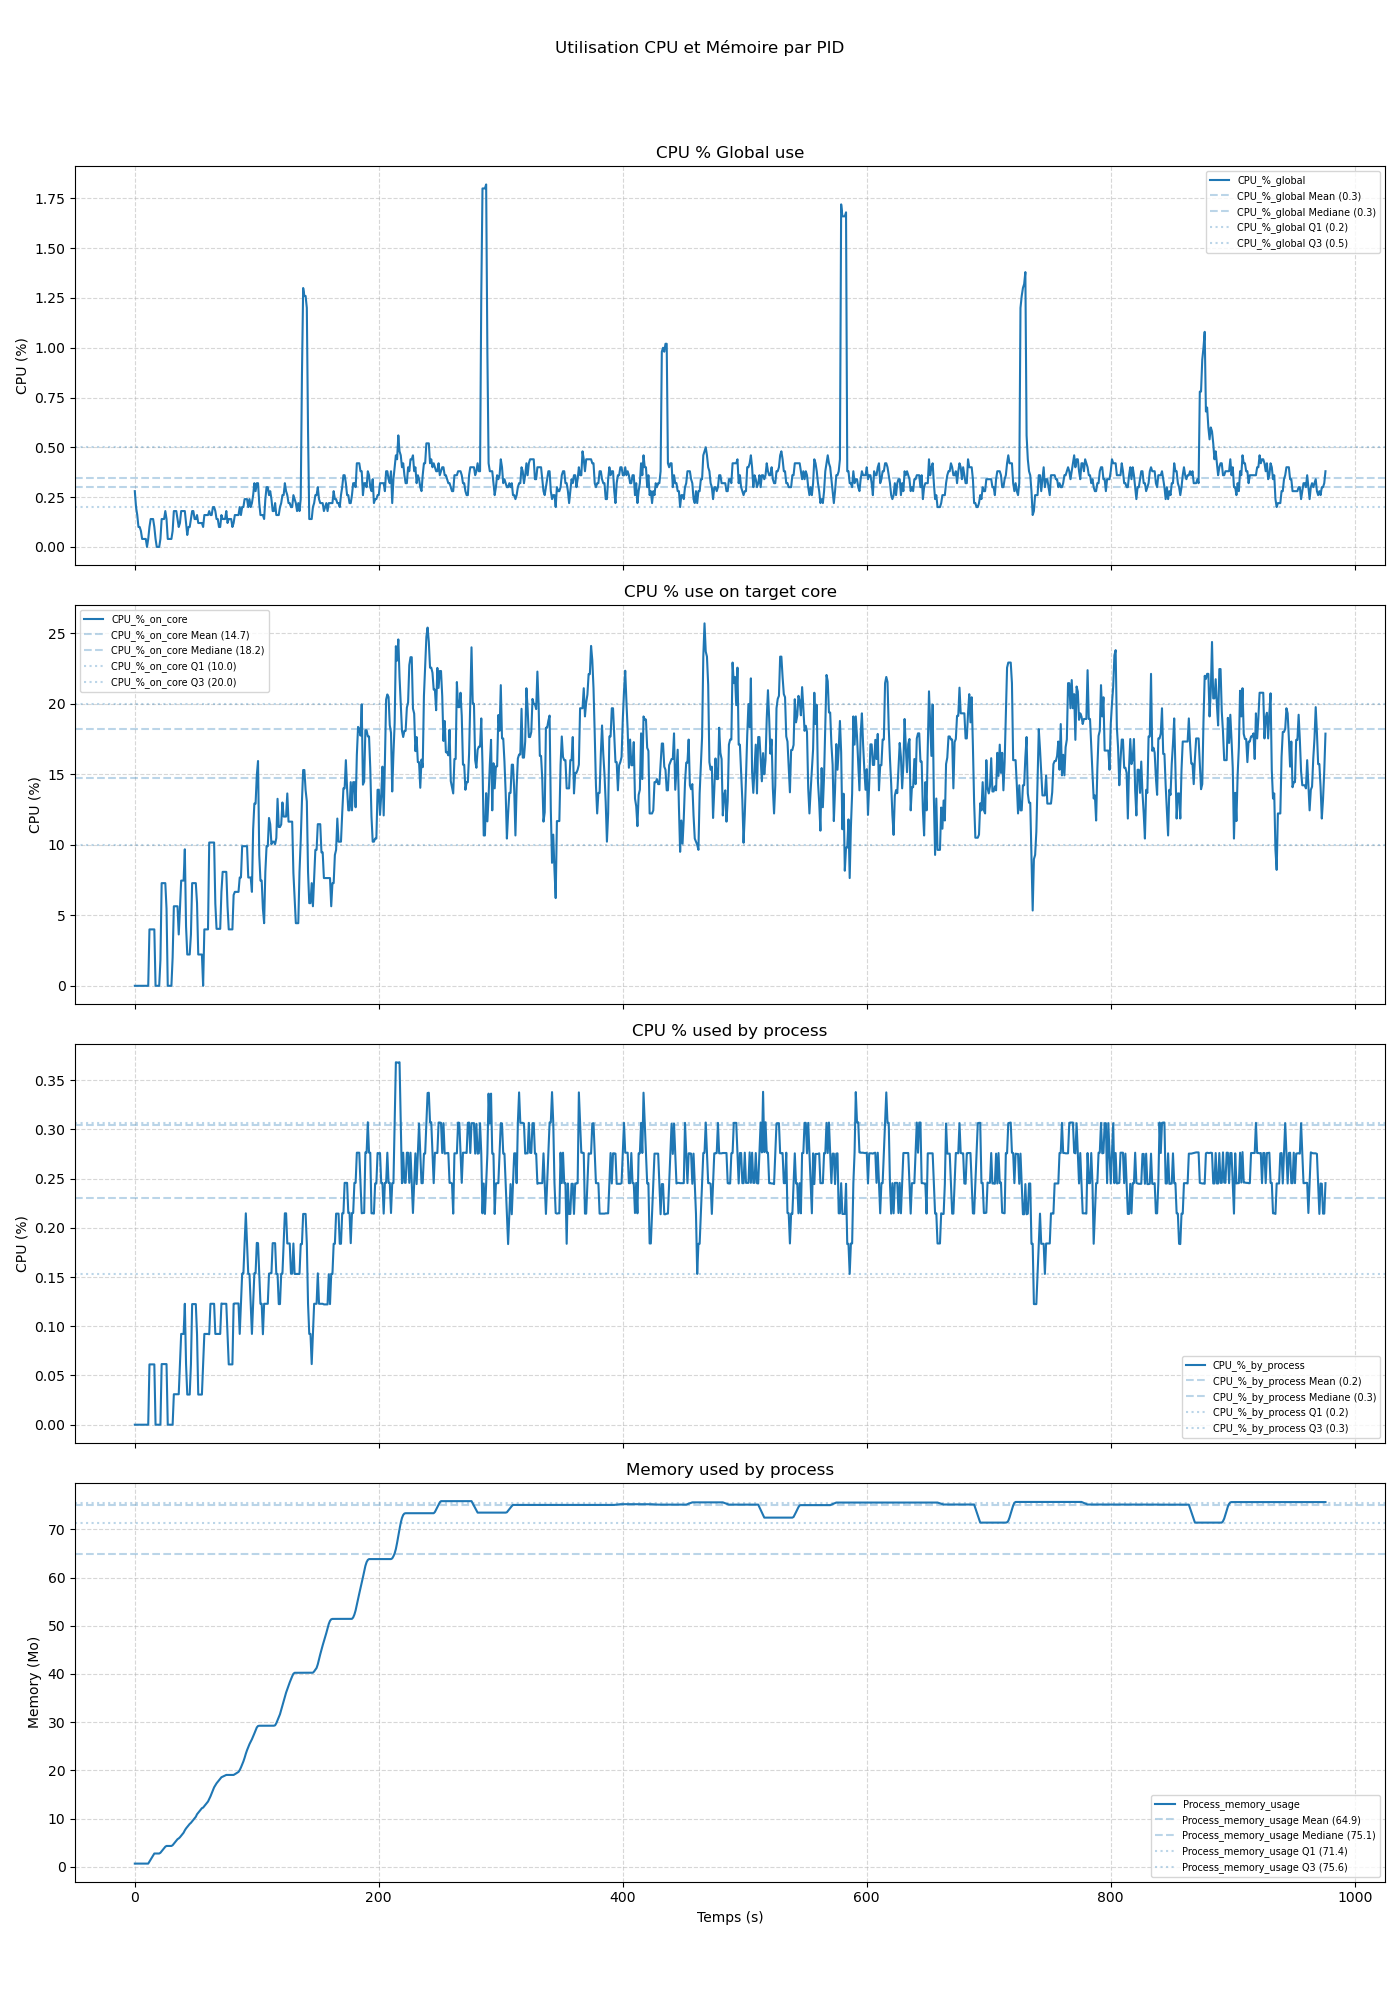 Utilisation CPU et Mémoire par PID
CPU % Global use
1.75
1.50
1.25
1.00
0.75
0.50
0.25
0.00
CPU (%)
CPU_%_global
CPU_%_global Mean (0.3)
CPU_%_global Mediane (0.3)
CPU_%_global Q1 (0.2)
CPU_%_global Q3 (0.5)
CPU % use on target core
25
20
15
10
5
0
CPU (%)
CPU_%_on_core
CPU_%_on_core Mean (14.7)
CPU_%_on_core Mediane (18.2)
CPU_%_on_core Q1 (10.0)
CPU_%_on_core Q3 (20.0)
CPU % used by process
0.35
0.30
0.25
0.20
0.15
0.10
0.05
0.00
CPU (%)
CPU_%_by_process
CPU_%_by_process Mean (0.2)
CPU_%_by_process Mediane (0.3)
CPU_%_by_process Q1 (0.2)
CPU_%_by_process Q3 (0.3)
Memory used by process
70
60
50
40
30
20
10
0
Memory (Mo)
Process_memory_usage
Process_memory_usage Mean (64.9)
Process_memory_usage Mediane (75.1)
Process_memory_usage Q1 (71.4)
Process_memory_usage Q3 (75.6)
0 200 400 600 800 1000
Temps (s)